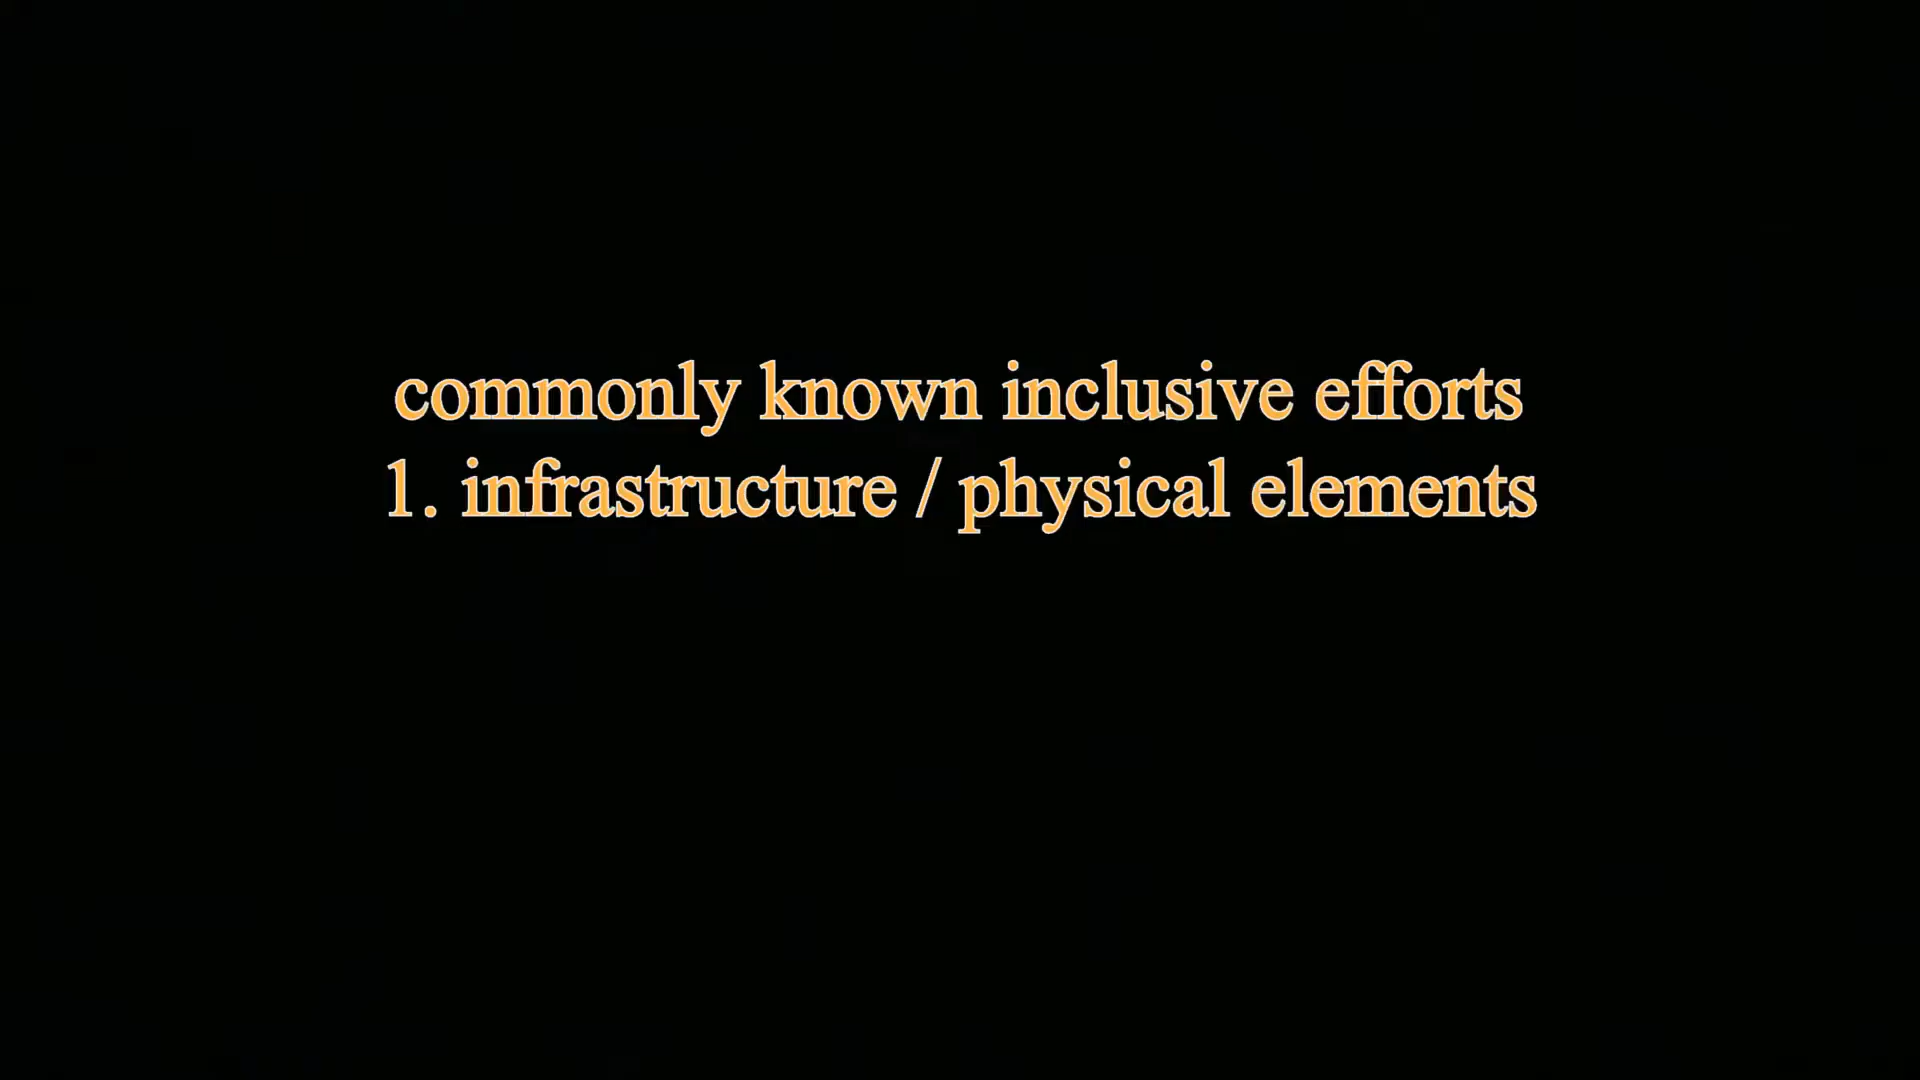 commonly known inclusive efforts
1. infrastructure / physical elements